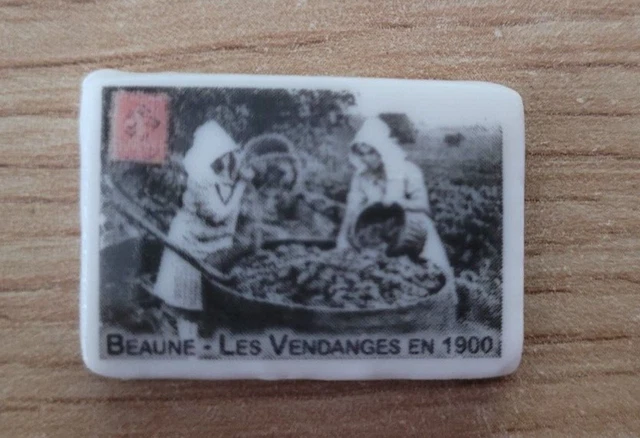 BEAUNE - LES VENDANGES EN 1900